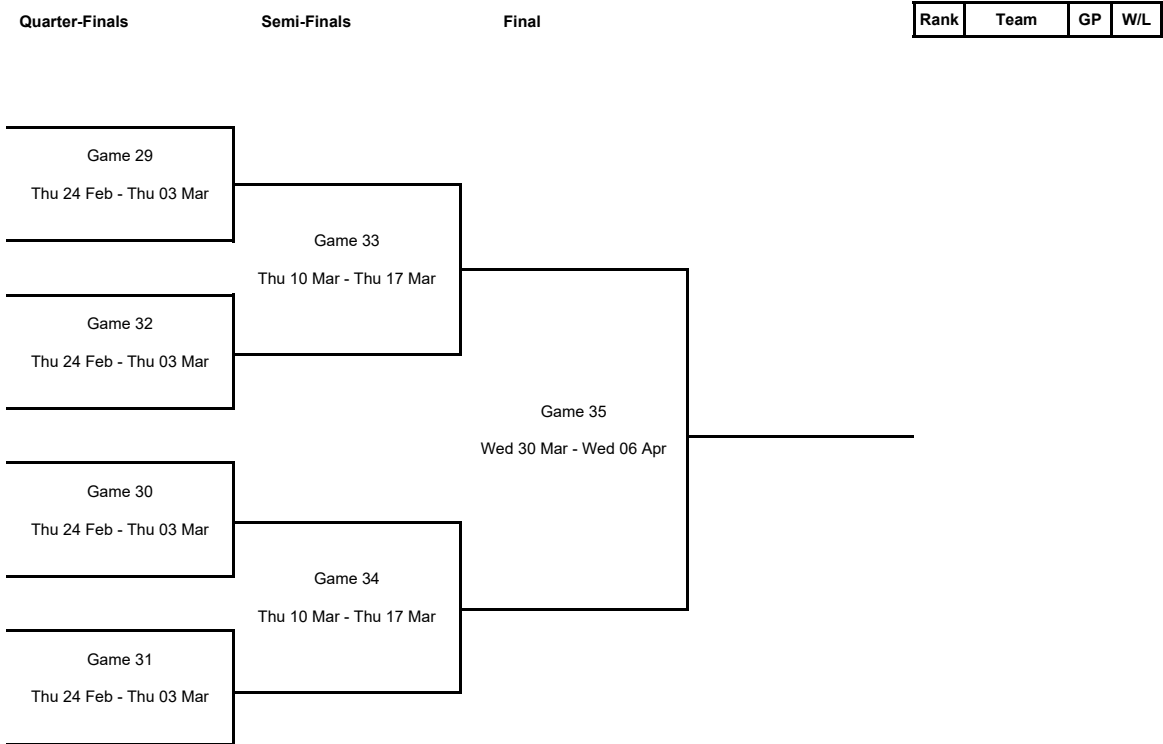 Quarter-Finals Semi-Finals Final Rank Team GP W/L
Game 29
Thu 24 Feb - Thu 03 Mar
Game 33
Thu 10 Mar - Thu 17 Mar
Game 32
Thu 24 Feb - Thu 03 Mar
Game 35
Wed 30 Mar - Wed 06 Apr
Game 30
Thu 24 Feb - Thu 03 Mar
Game 34
Thu 10 Mar - Thu 17 Mar
Game 31
Thu 24 Feb - Thu 03 Mar